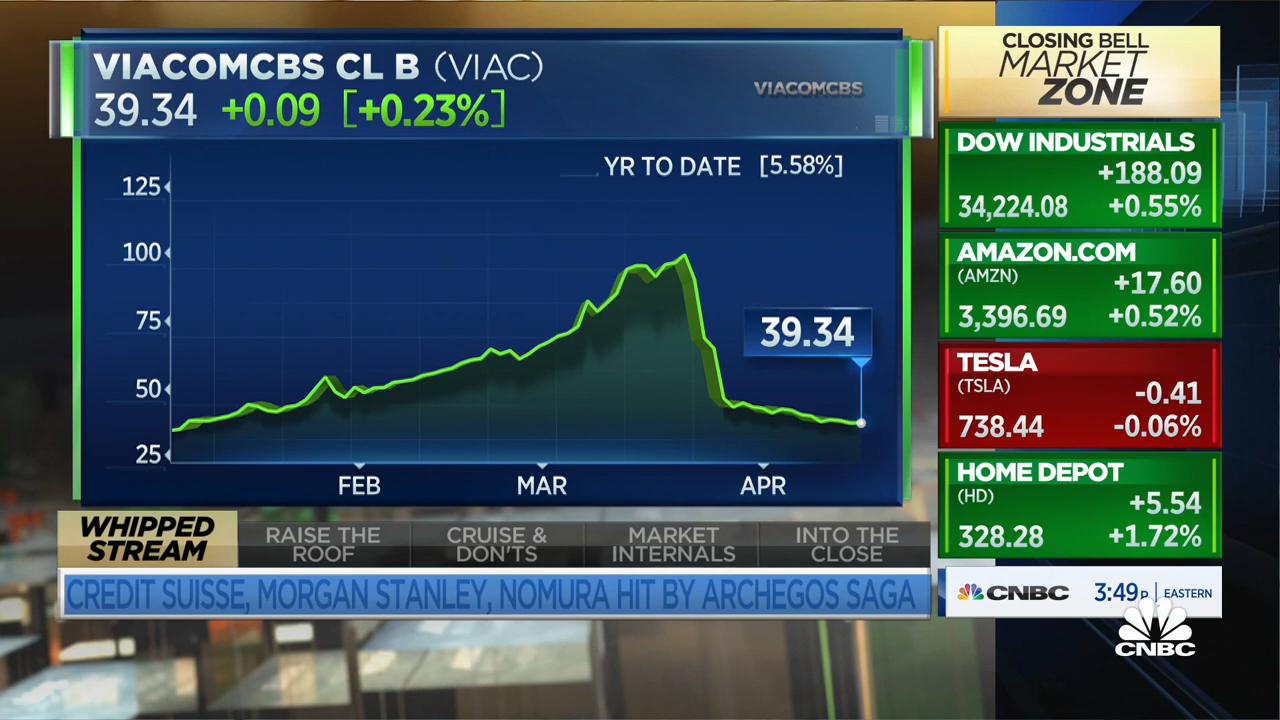 VIACOMCBS CL B (VIAC)
39.34 +0.09 [+0.23%]
VIACOMCBS
YR TO DATE [5.58%]
125
100
75
50
25
39.34
FEB MAR APR
CLOSING BELL
MARKET
ZONE
DOW INDUSTRIALS
+188.09
34,224.08 +0.55%
AMAZON.COM
(AMZN) +17.60
3,396.69 +0.52%
TESLA
(TSLA) -0.41
738.44 -0.06%
HOME DEPOT
(HD) +5.54
328.28 +1.72%
WHIPPED
STREAM
RAISE THE
ROOF
CRUISE &
DON'TS
MARKET
INTERNALS
INTO THE
CLOSE
CREDIT SUISSE, MORGAN STANLEY, NOMURA HIT BY ARCHEGOS SAGA
CNBC 3:49P EASTERN
CNBC